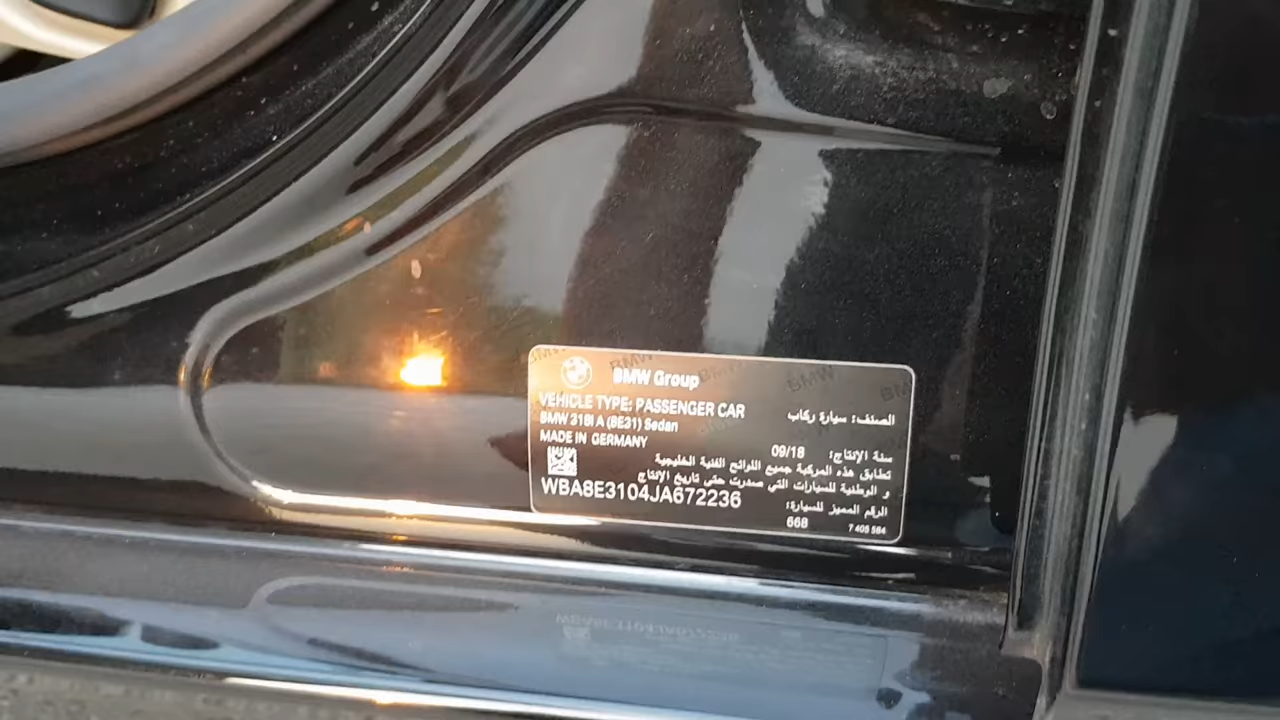 BMW Group
VEHICLE TYPE: PASSENGER CAR
الصنف: سيارة ركاب
BMW 318I A (8E31) Sedan
MADE IN GERMANY
سنة الإنتاج: 09/18
تطابق هذه المركبة جميع اللوائح الفنية الخليجية
و الوطنية للسيارات التي صدرت حتى تاريخ الإنتاج
الرقم المميز للسيارة:
WBA8E3104JA672236
668
7 405 564